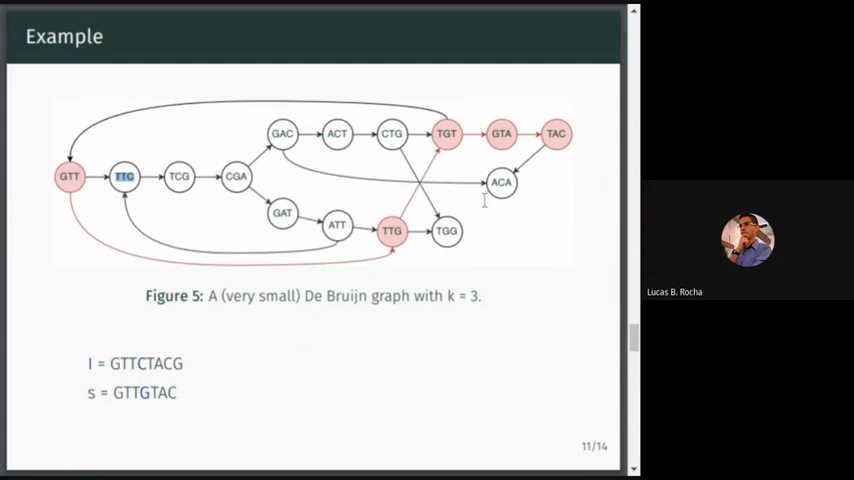 Example
GAC ACT CTG TGT GTA TAC
GTT TTC TCG CGA ACA
GAT ATT TTG TGG
Figure 5: A (very small) De Bruijn graph with k = 3.
l = GTTCTACG
s = GTTGTAC
11/14
Lucas B. Rocha